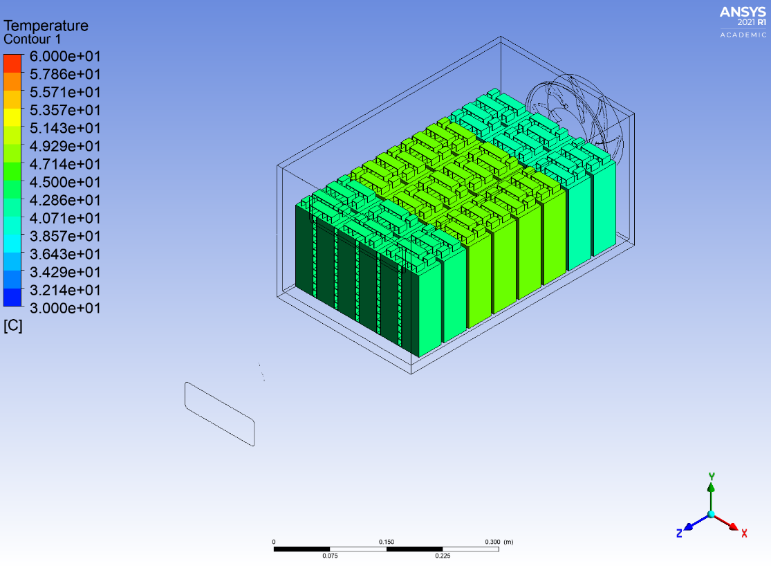 Temperature
Contour 1
6.000e+01
5.786e+01
5.571e+01
5.357e+01
5.143e+01
4.929e+01
4.714e+01
4.500e+01
4.286e+01
4.071e+01
3.857e+01
3.643e+01
3.429e+01
3.214e+01
3.000e+01
[C]
ANSYS
2021 R1
ACADEMIC
Y
Z
X
0 0.150 0.300 (m)
0.075 0.225